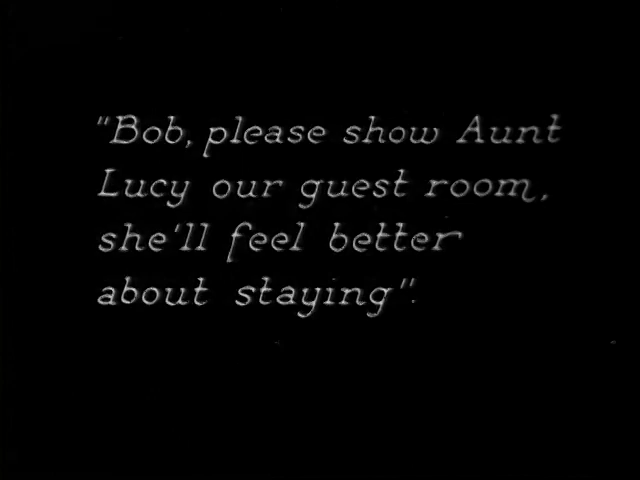 "Bob, please show Aunt
Lucy our guest room,
she'll feel better
about staying".